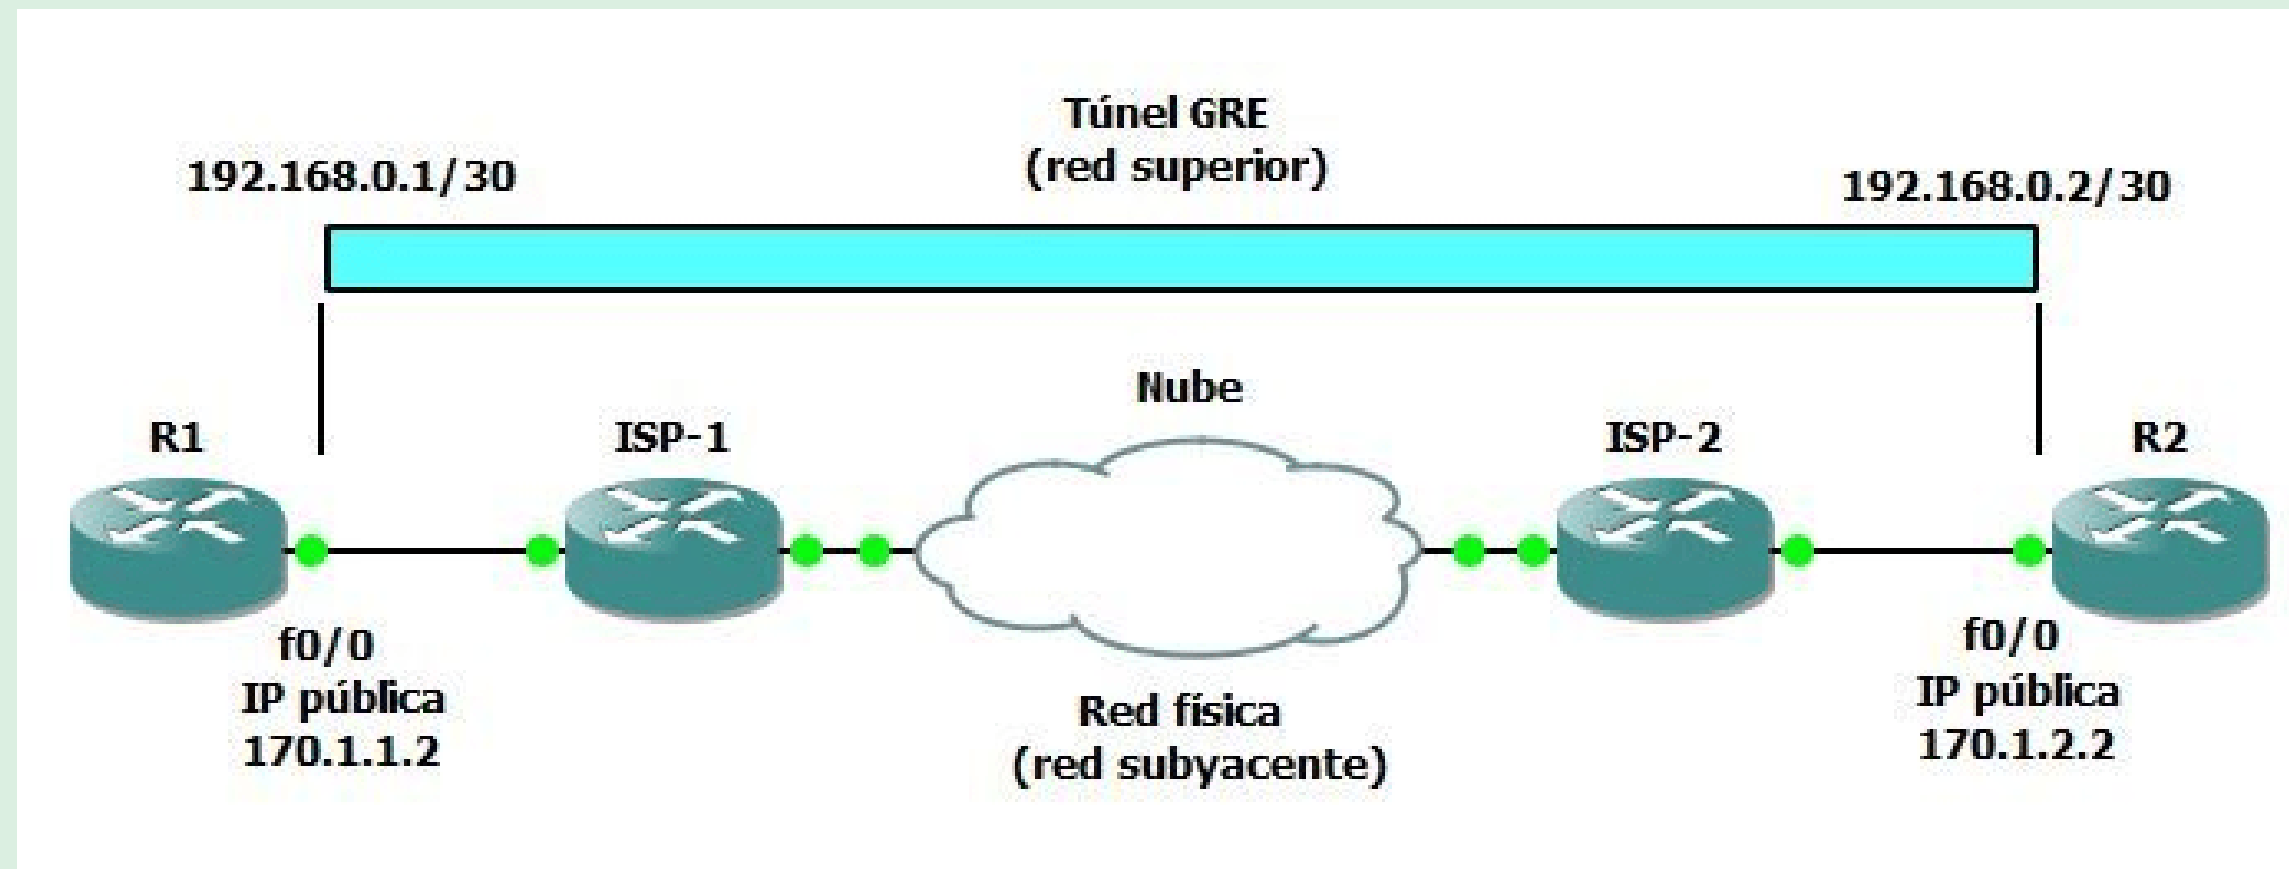 Túnel GRE
(red superior)
192.168.0.1/30
192.168.0.2/30
Nube
R1
ISP-1
ISP-2
R2
f0/0
IP pública
170.1.1.2
Red física
(red subyacente)
f0/0
IP pública
170.1.2.2